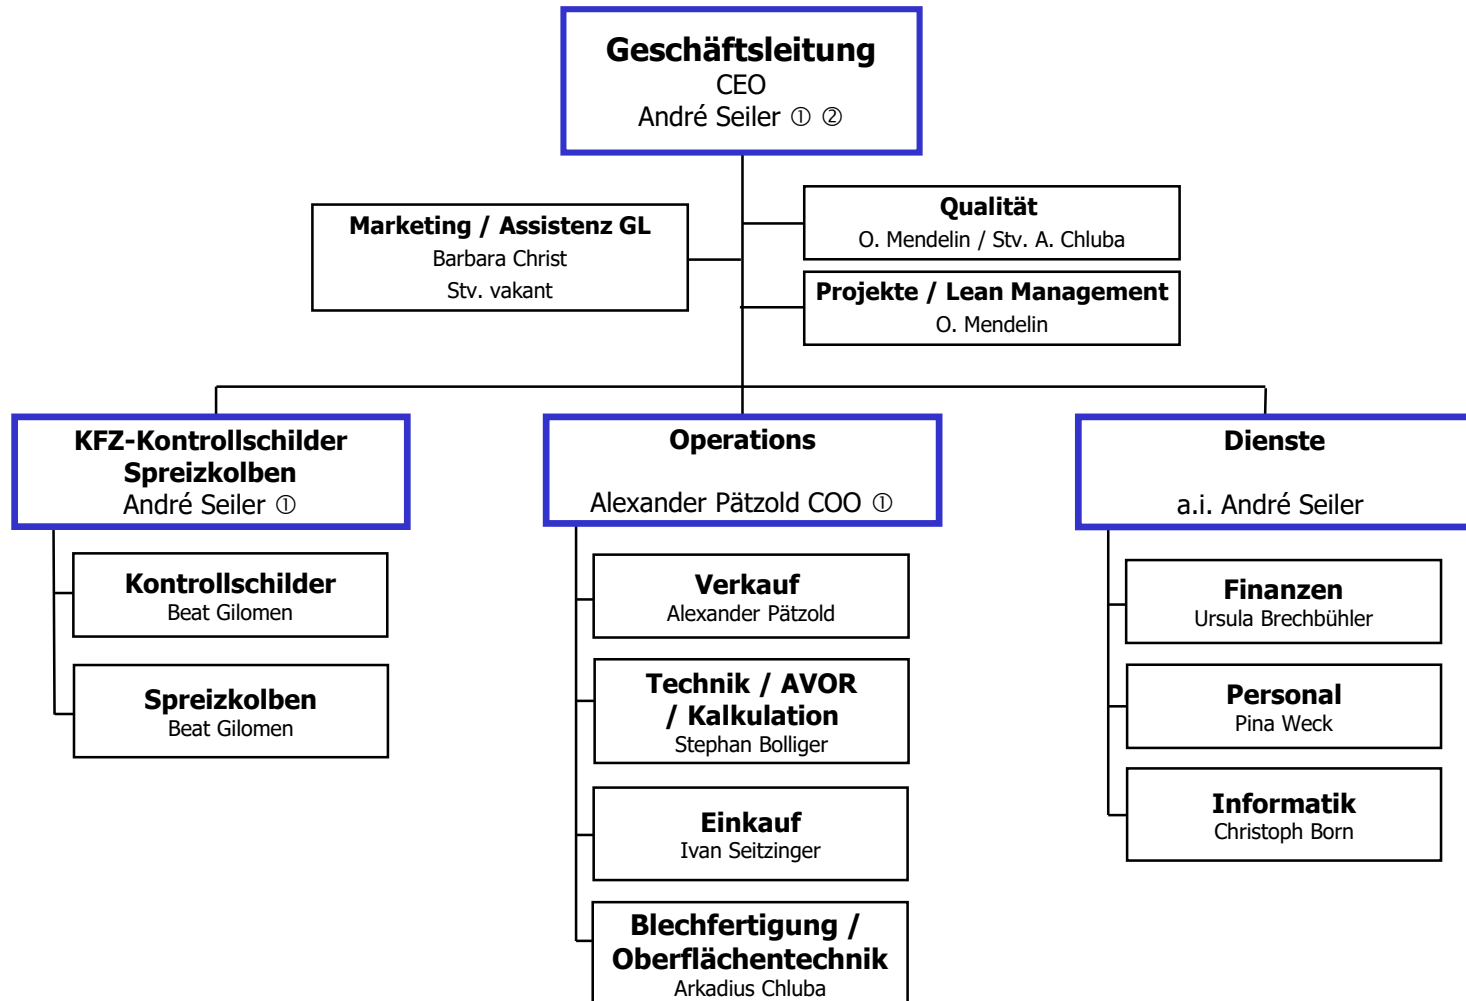 Geschäftsleitung
CEO
André Seiler ① ②
Marketing / Assistenz GL
Barbara Christ
Stv. vakant
Qualität
O. Mendelin / Stv. A. Chluba
Projekte / Lean Management
O. Mendelin
KFZ-Kontrollschilder
Spreizkolben
André Seiler ①
Kontrollschilder
Beat Gilomen
Spreizkolben
Beat Gilomen
Operations
Alexander Pätzold COO ①
Verkauf
Alexander Pätzold
Technik / AVOR
/ Kalkulation
Stephan Bolliger
Einkauf
Ivan Seitzinger
Blechfertigung /
Oberflächentechnik
Arkadius Chluba
Dienste
a.i. André Seiler
Finanzen
Ursula Brechbühler
Personal
Pina Weck
Informatik
Christoph Born